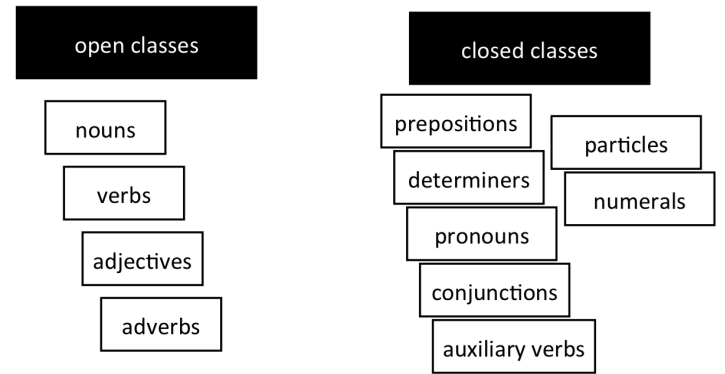 open classes
nouns
verbs
adjectives
adverbs
closed classes
prepositions
determiners
pronouns
conjunctions
auxiliary verbs
particles
numerals